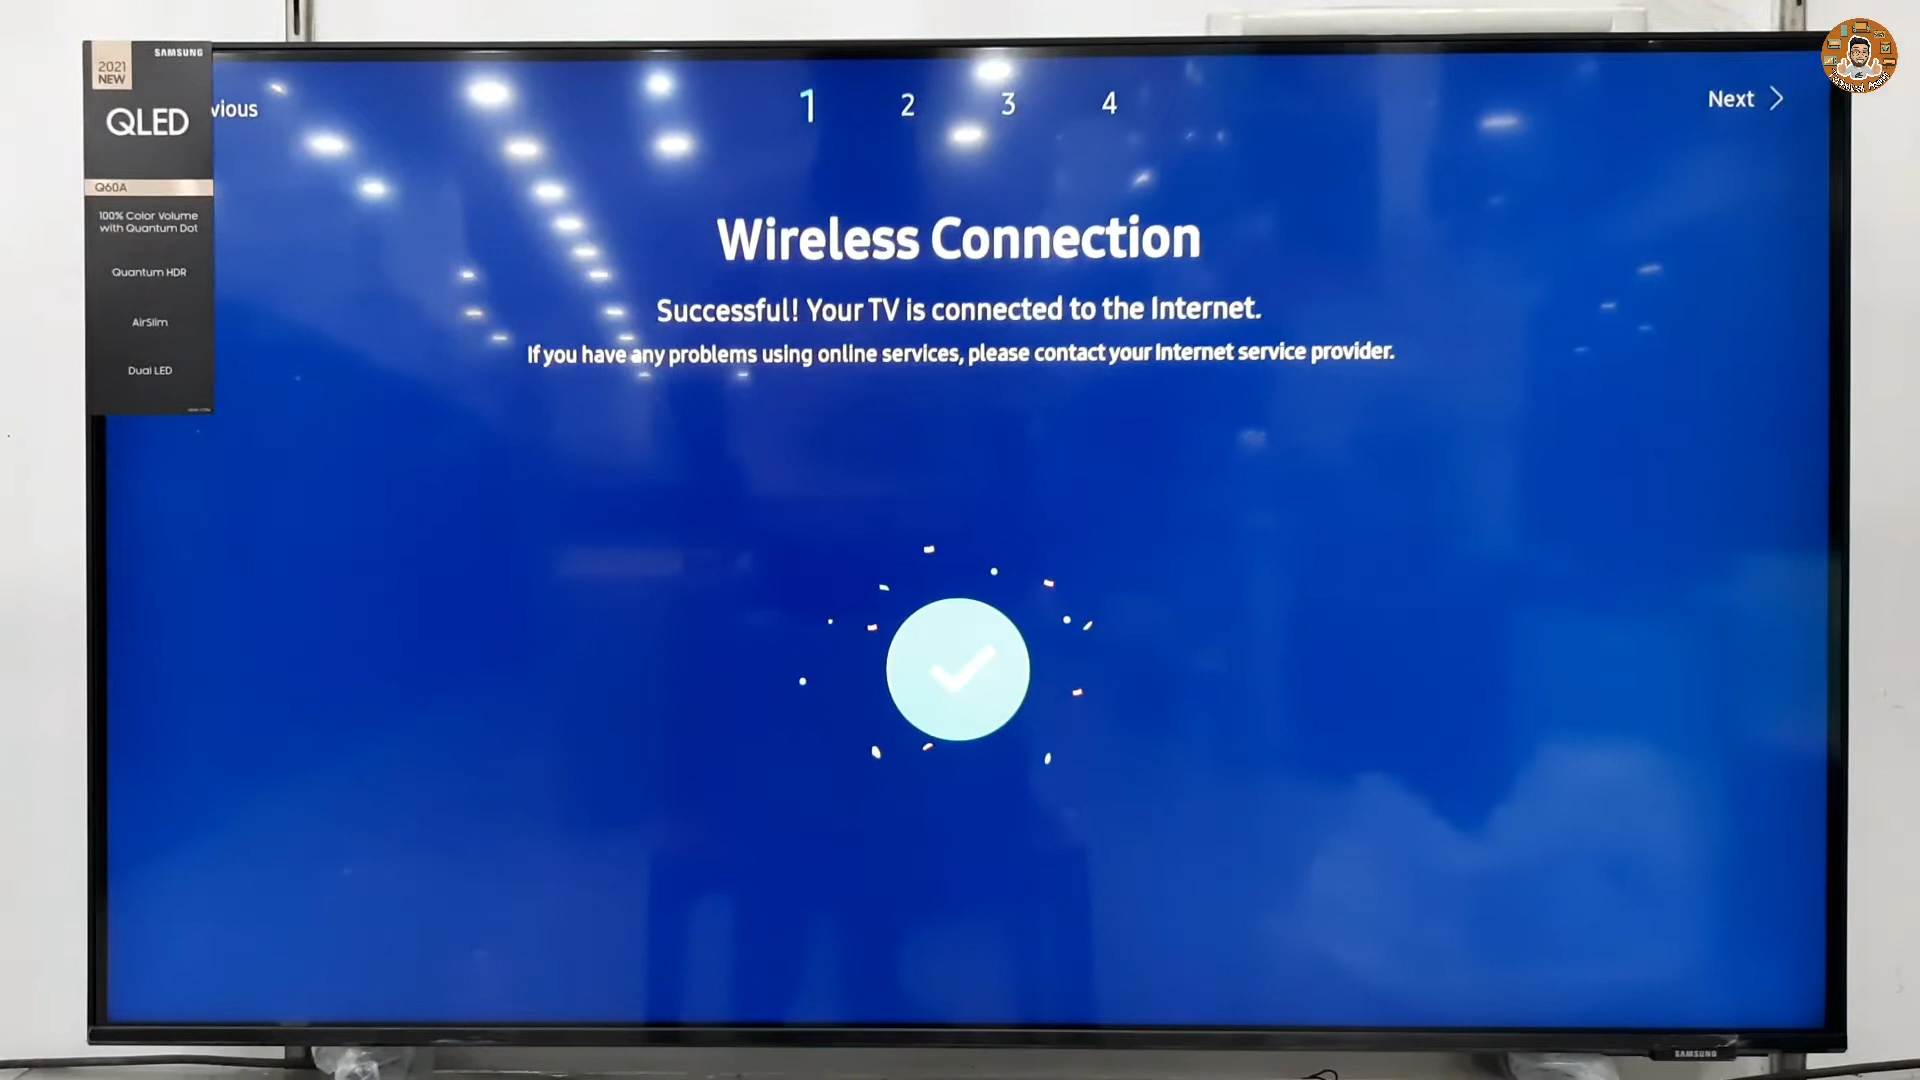 SAMSUNG
2021
NEW
QLED
Q60A
100% Color Volume
with Quantum Dot
Quantum HDR
AirSlim
Dual LED
vious
1 2 3 4
Next
Wireless Connection
Successful! Your TV is connected to the Internet.
If you have any problems using online services, please contact your Internet service provider.
SAMSUNG